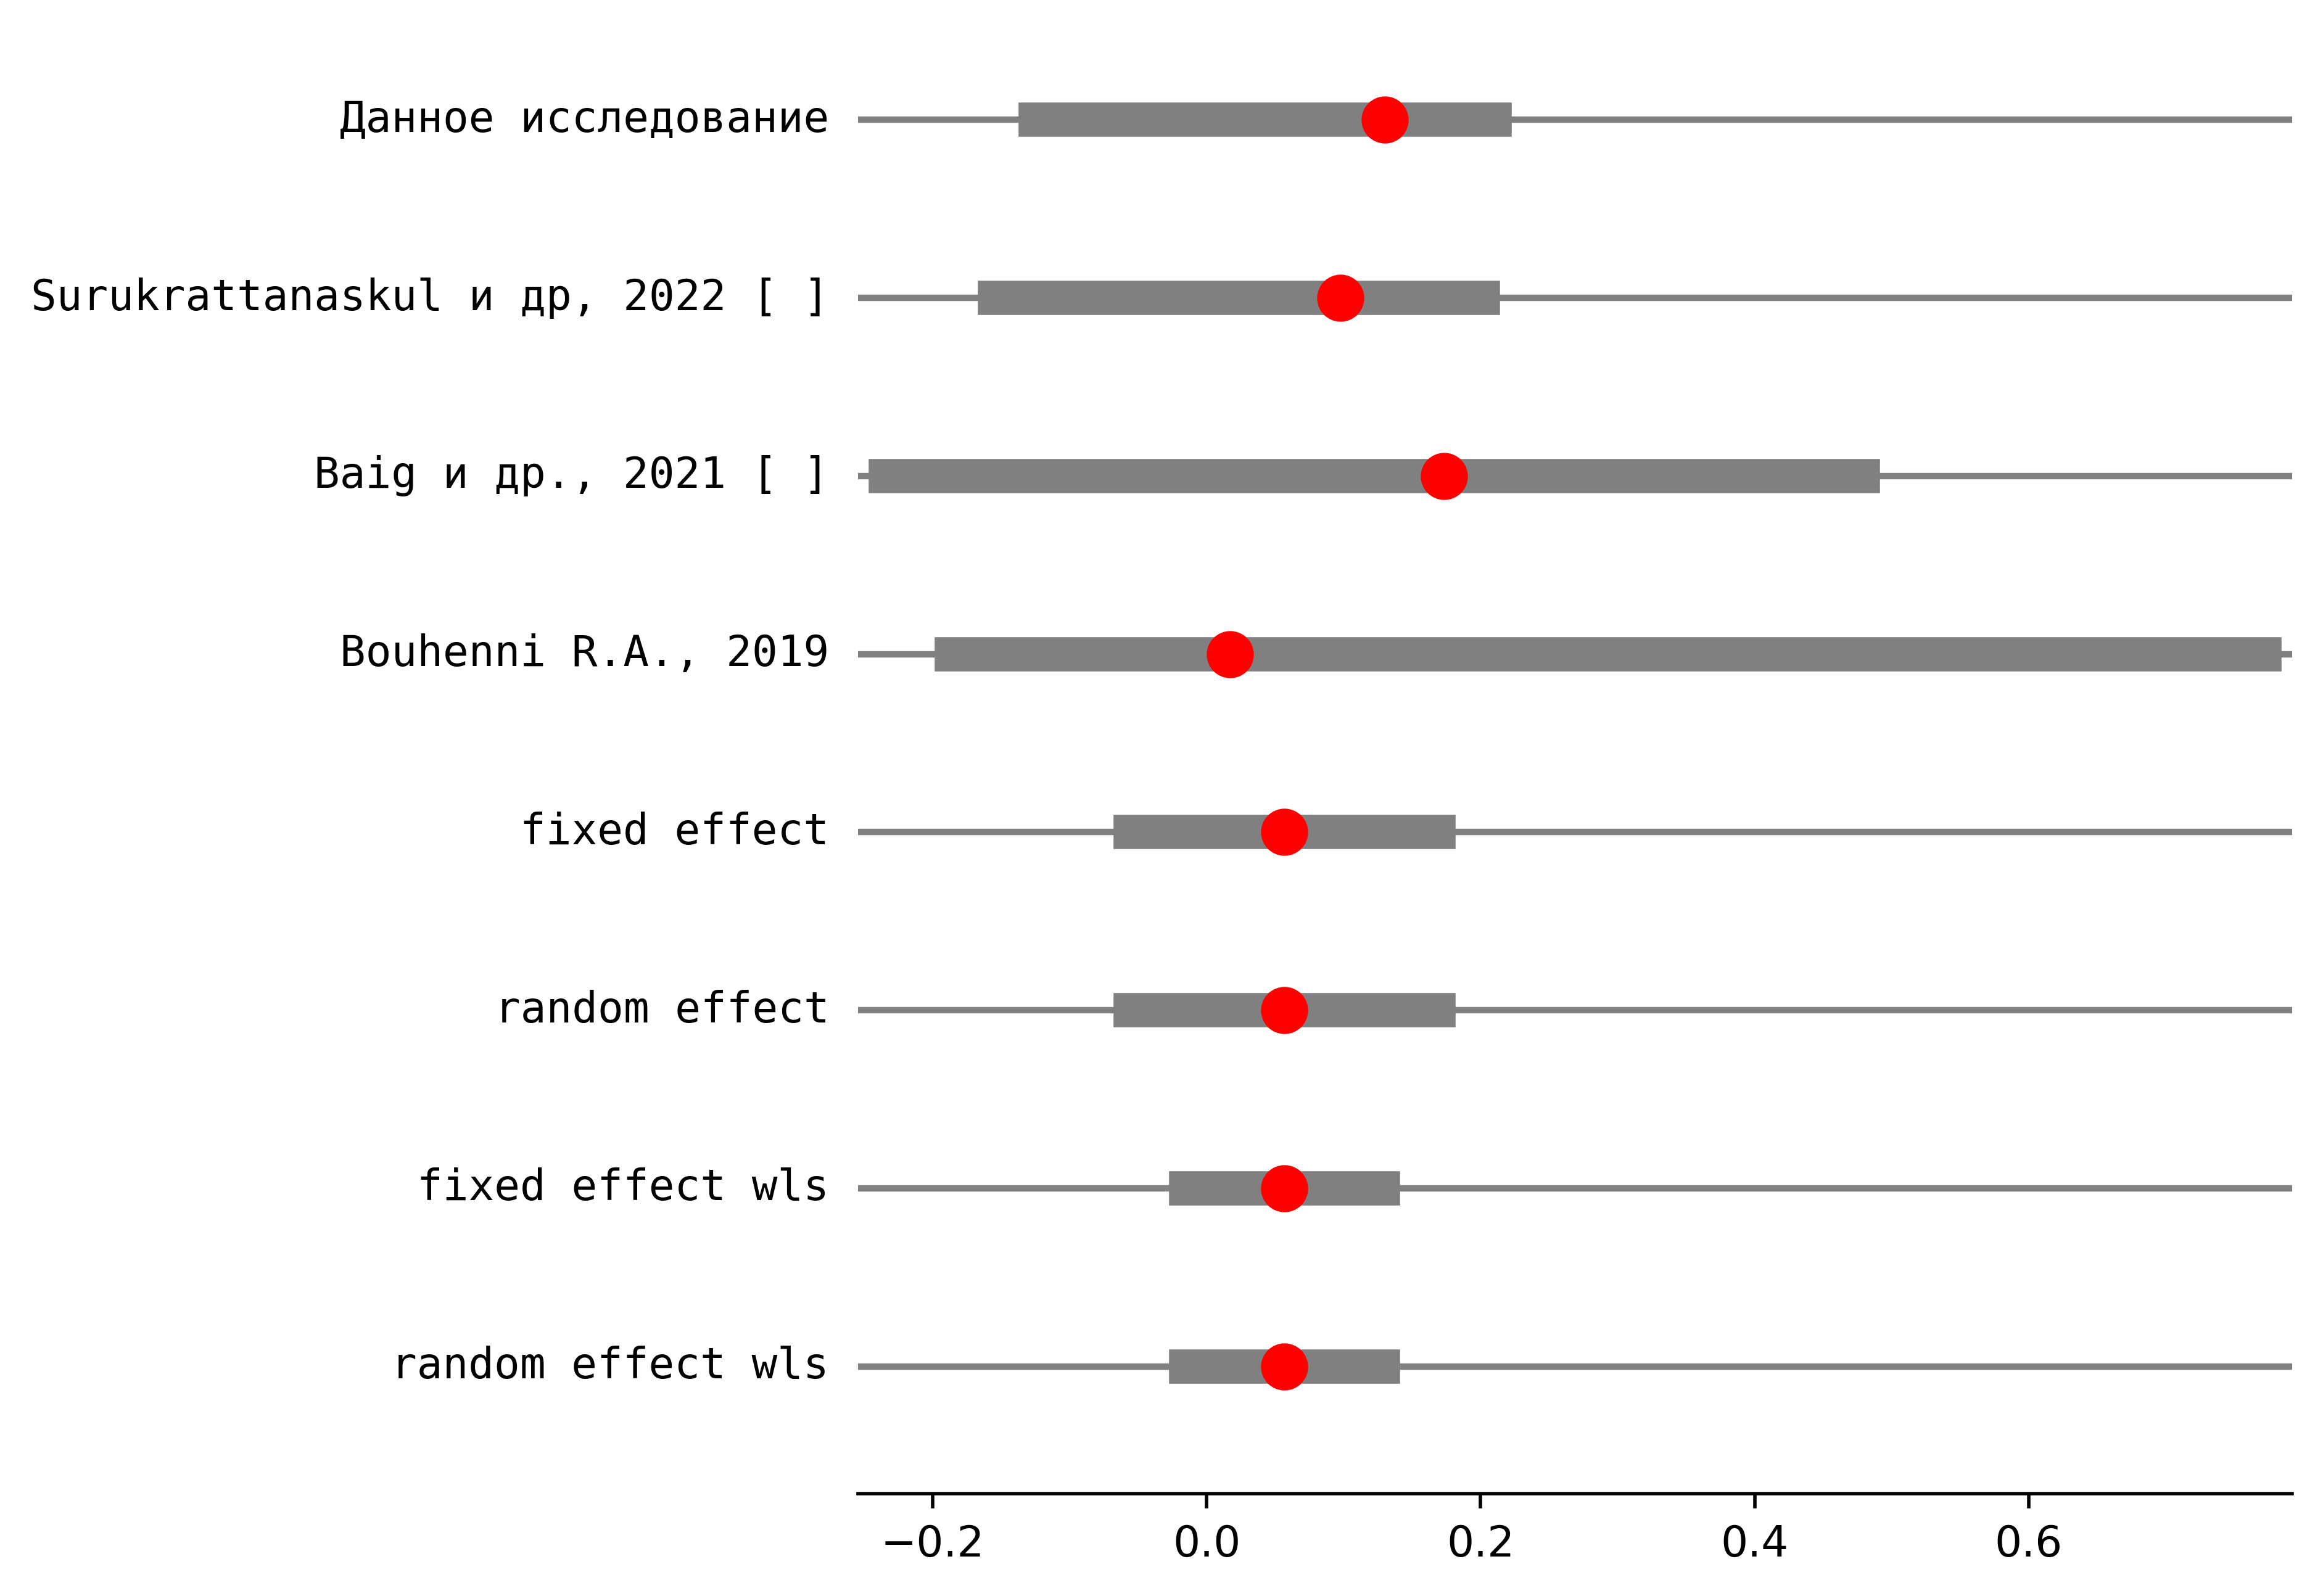 Данное исследование
Surukrattanaskul и др, 2022 [ ]
Baig и др., 2021 [ ]
Bouhenni R.A., 2019
fixed effect
random effect
fixed effect wls
random effect wls
−0.2 0.0 0.2 0.4 0.6